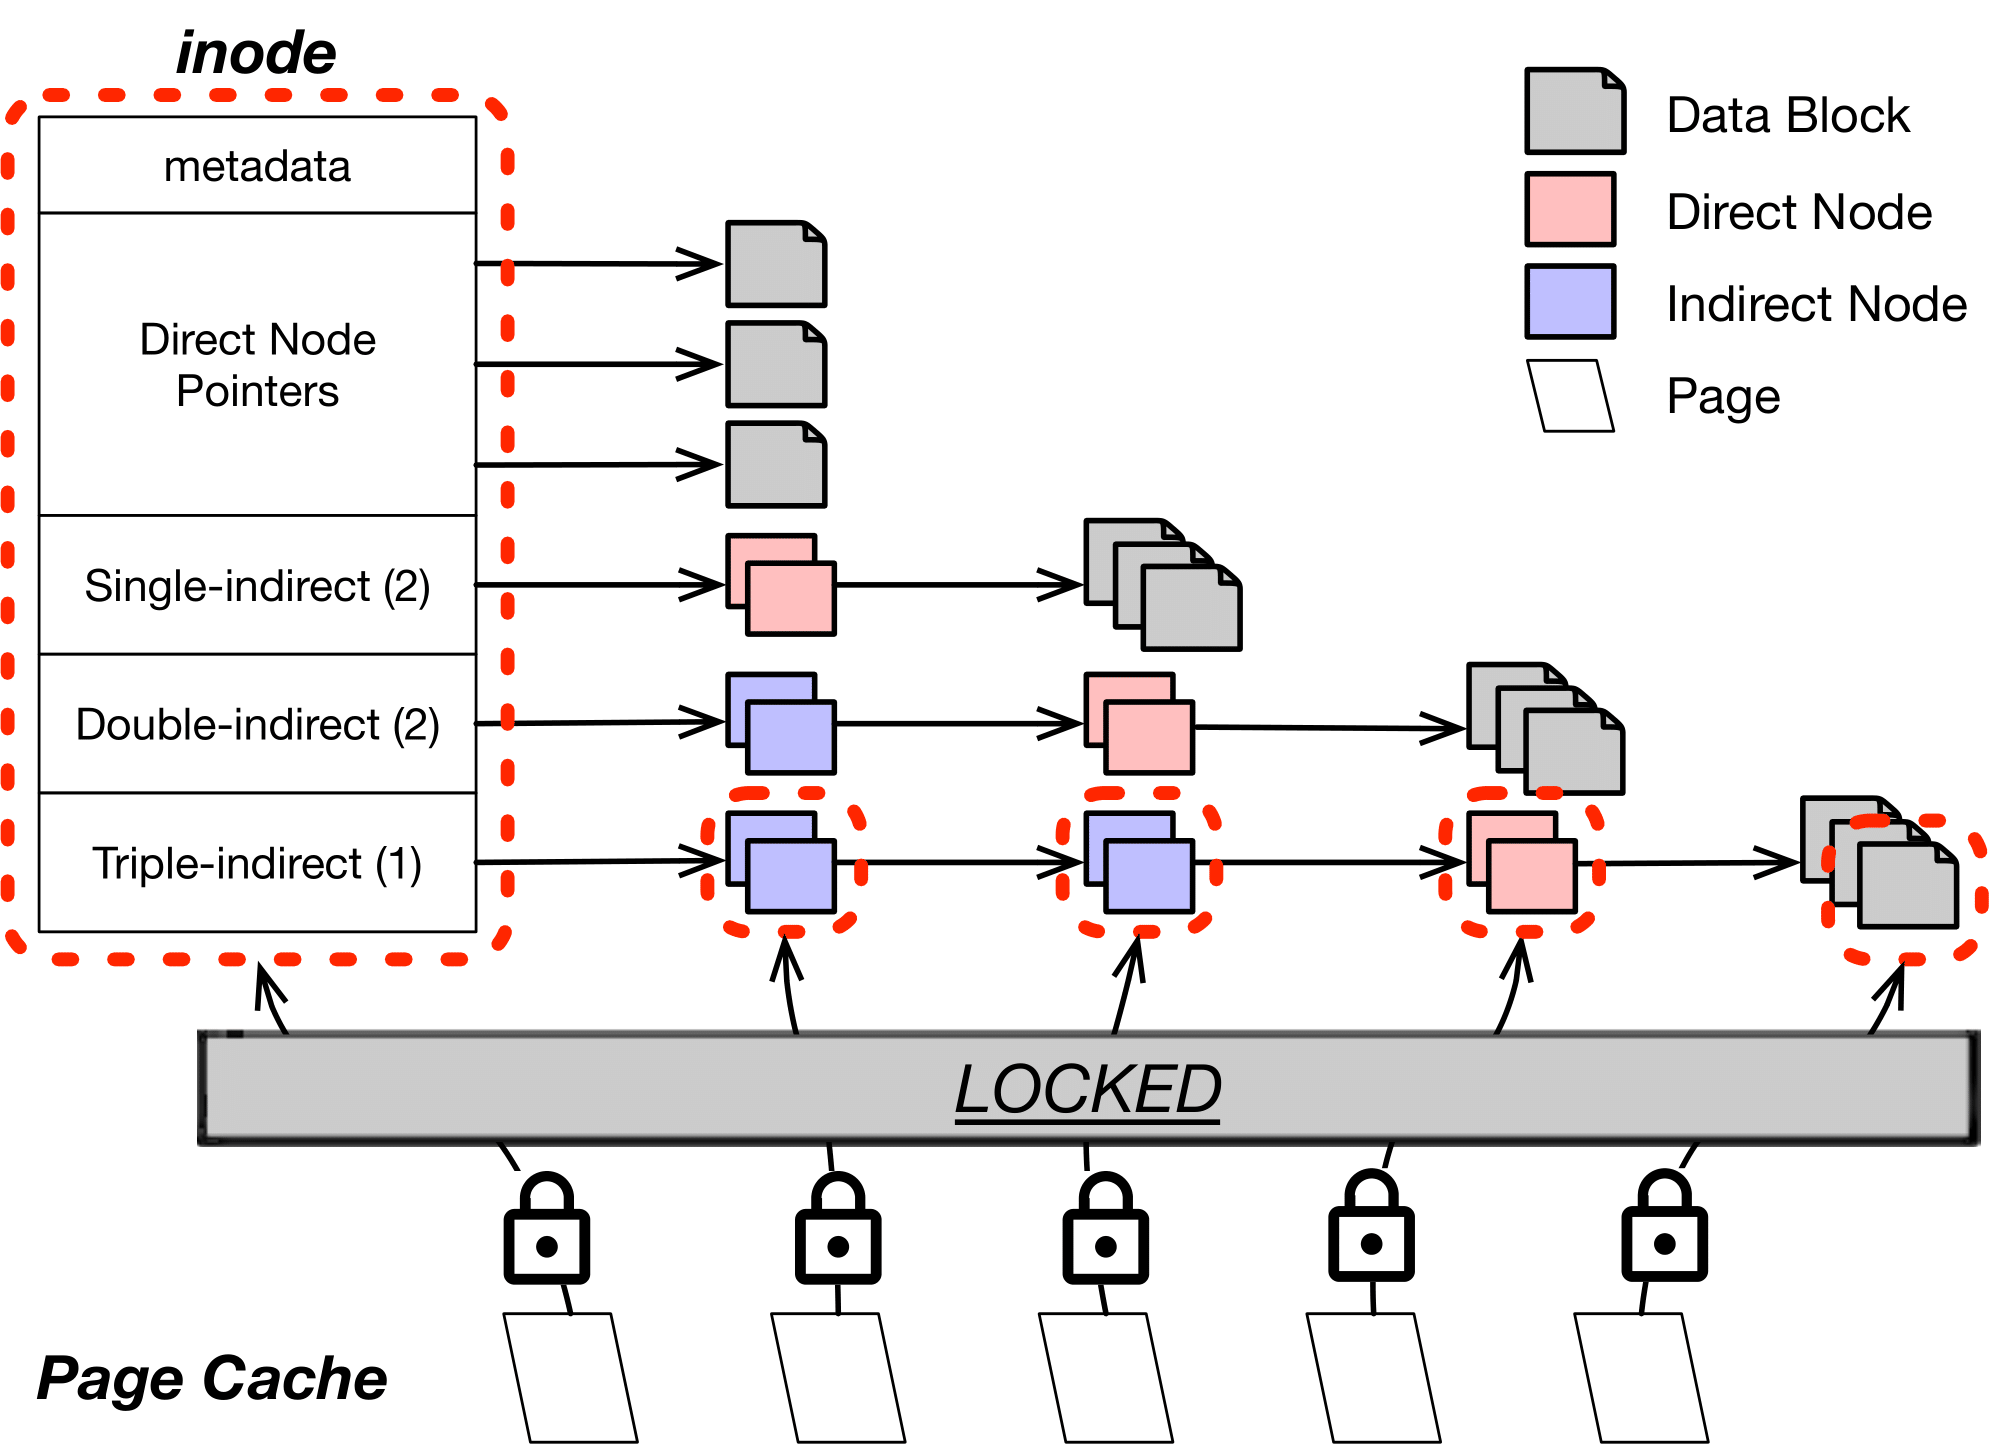 inode
metadata
Direct Node
Pointers
Single-indirect (2)
Double-indirect (2)
Triple-indirect (1)
Data Block
Direct Node
Indirect Node
Page
LOCKED
Page Cache